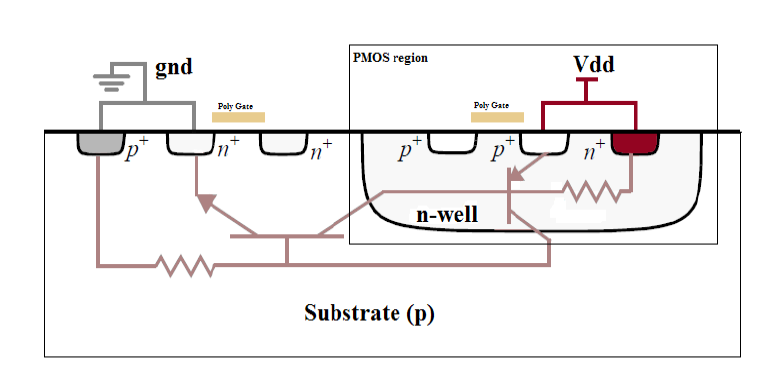 PMOS region
gnd
Vdd
Poly Gate
Poly Gate
p+
n+
n+
p+
p+
n+
n-well
Substrate (p)